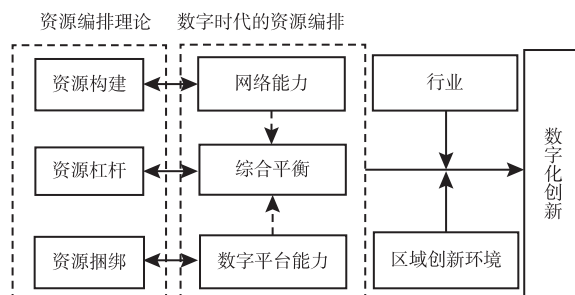 资源编排理论
数字时代的资源编排
资源构建
网络能力
行业
资源杠杆
综合平衡
数字化创新
资源捆绑
数字平台能力
区域创新环境